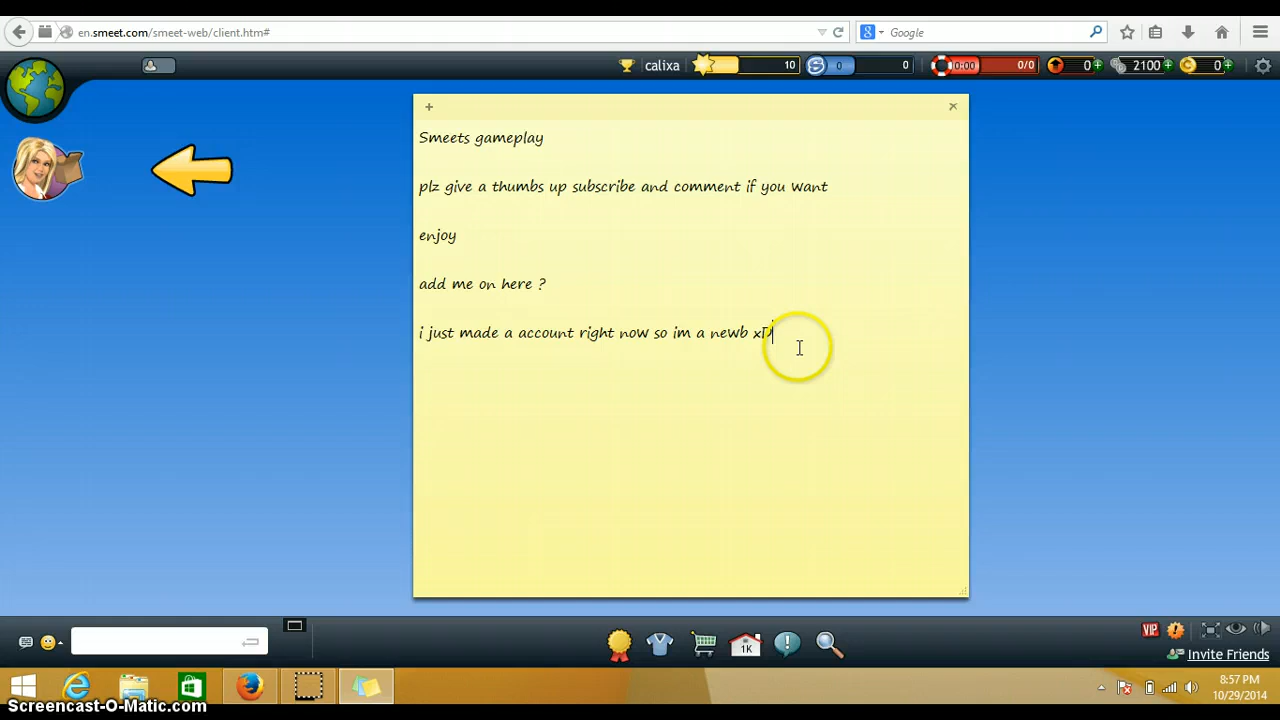 en.smeet.com/smeet-web/client.htm#
Google
calixa
10
0
0
0:00
0/0
0
2100
0
Smeets gameplay
plz give a thumbs up subscribe and comment if you want
enjoy
add me on here ?
i just made a account right now so im a newb xD
1K
VIP
Invite Friends
8:57 PM
10/29/2014
Screencast-O-Matic.com